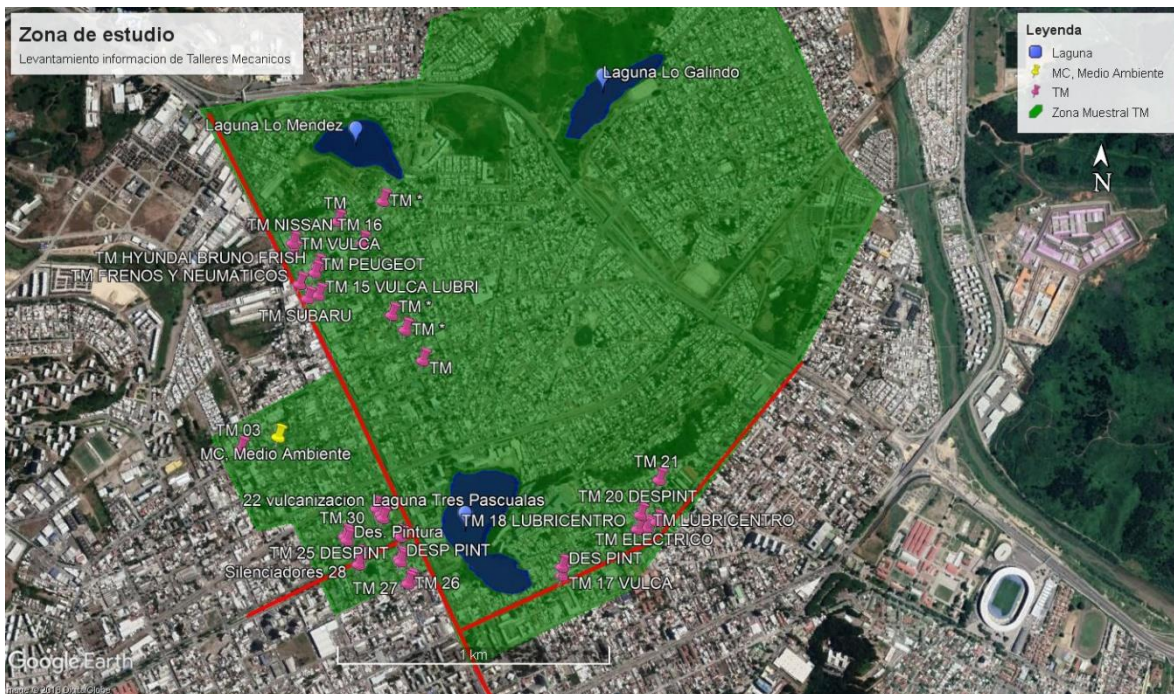 Zona de estudio
Levantamiento informacion de Talleres Mecanicos
Leyenda
Laguna
MC, Medio Ambiente
TM
Zona Muestral TM
N
Laguna Lo Galindo
Laguna Lo Mendez
TM *
TM
TM NISSAN TM 16
TM VULCA
TM HYUNDAI BRUNO FRISH
TM PEUGEOT
TM FRENOS Y NEUMATICOS
TM 15 VULCA LUBRI
TM SUBARU
TM *
TM *
TM
TM 03
MC, Medio Ambiente
TM 21
22 vulcanizacion
Laguna Tres Pascualas
TM 20 DESPINT
TM 30
TM 18 LUBRICENTRO
TM LUBRICENTRO
Des. Pintura
TM ELECTRICO
TM 25 DESPINT
DESP PINT
DES PINT
Silenciadores 28
TM 27
TM 26
TM 17 VULCA
1 km
Google Earth
Image © 2018 DigitalGlobe